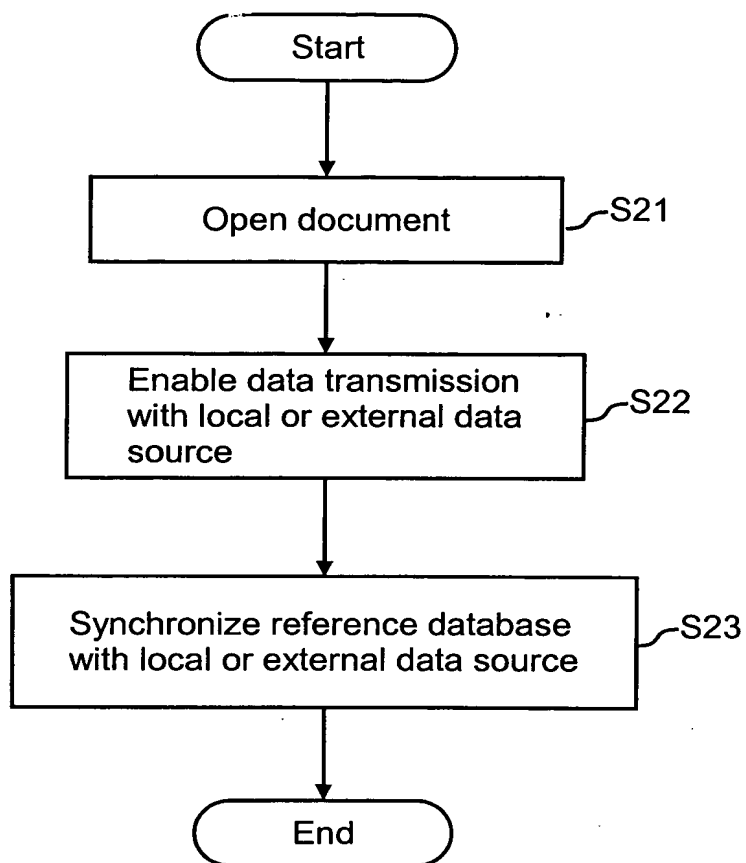 Start
Open document
S21
Enable data transmission
with local or external data
source
S22
Synchronize reference database
with local or external data source
S23
End